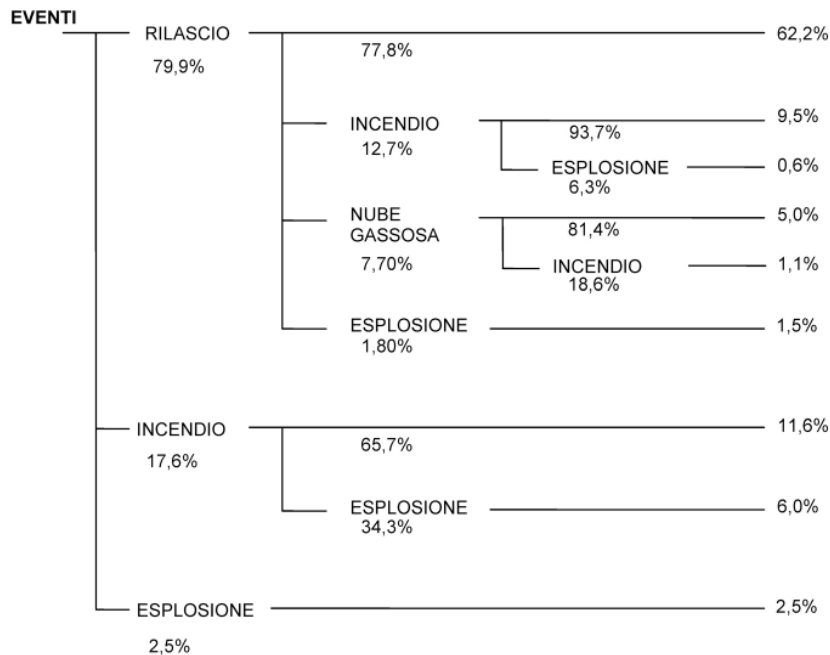 EVENTI
RILASCIO
79,9%
77,8%
62,2%
INCENDIO
12,7%
93,7%
9,5%
ESPLOSIONE
6,3%
0,6%
NUBE
GASSOSA
7,70%
81,4%
5,0%
INCENDIO
18,6%
1,1%
ESPLOSIONE
1,80%
1,5%
INCENDIO
17,6%
65,7%
11,6%
ESPLOSIONE
34,3%
6,0%
ESPLOSIONE
2,5%
2,5%